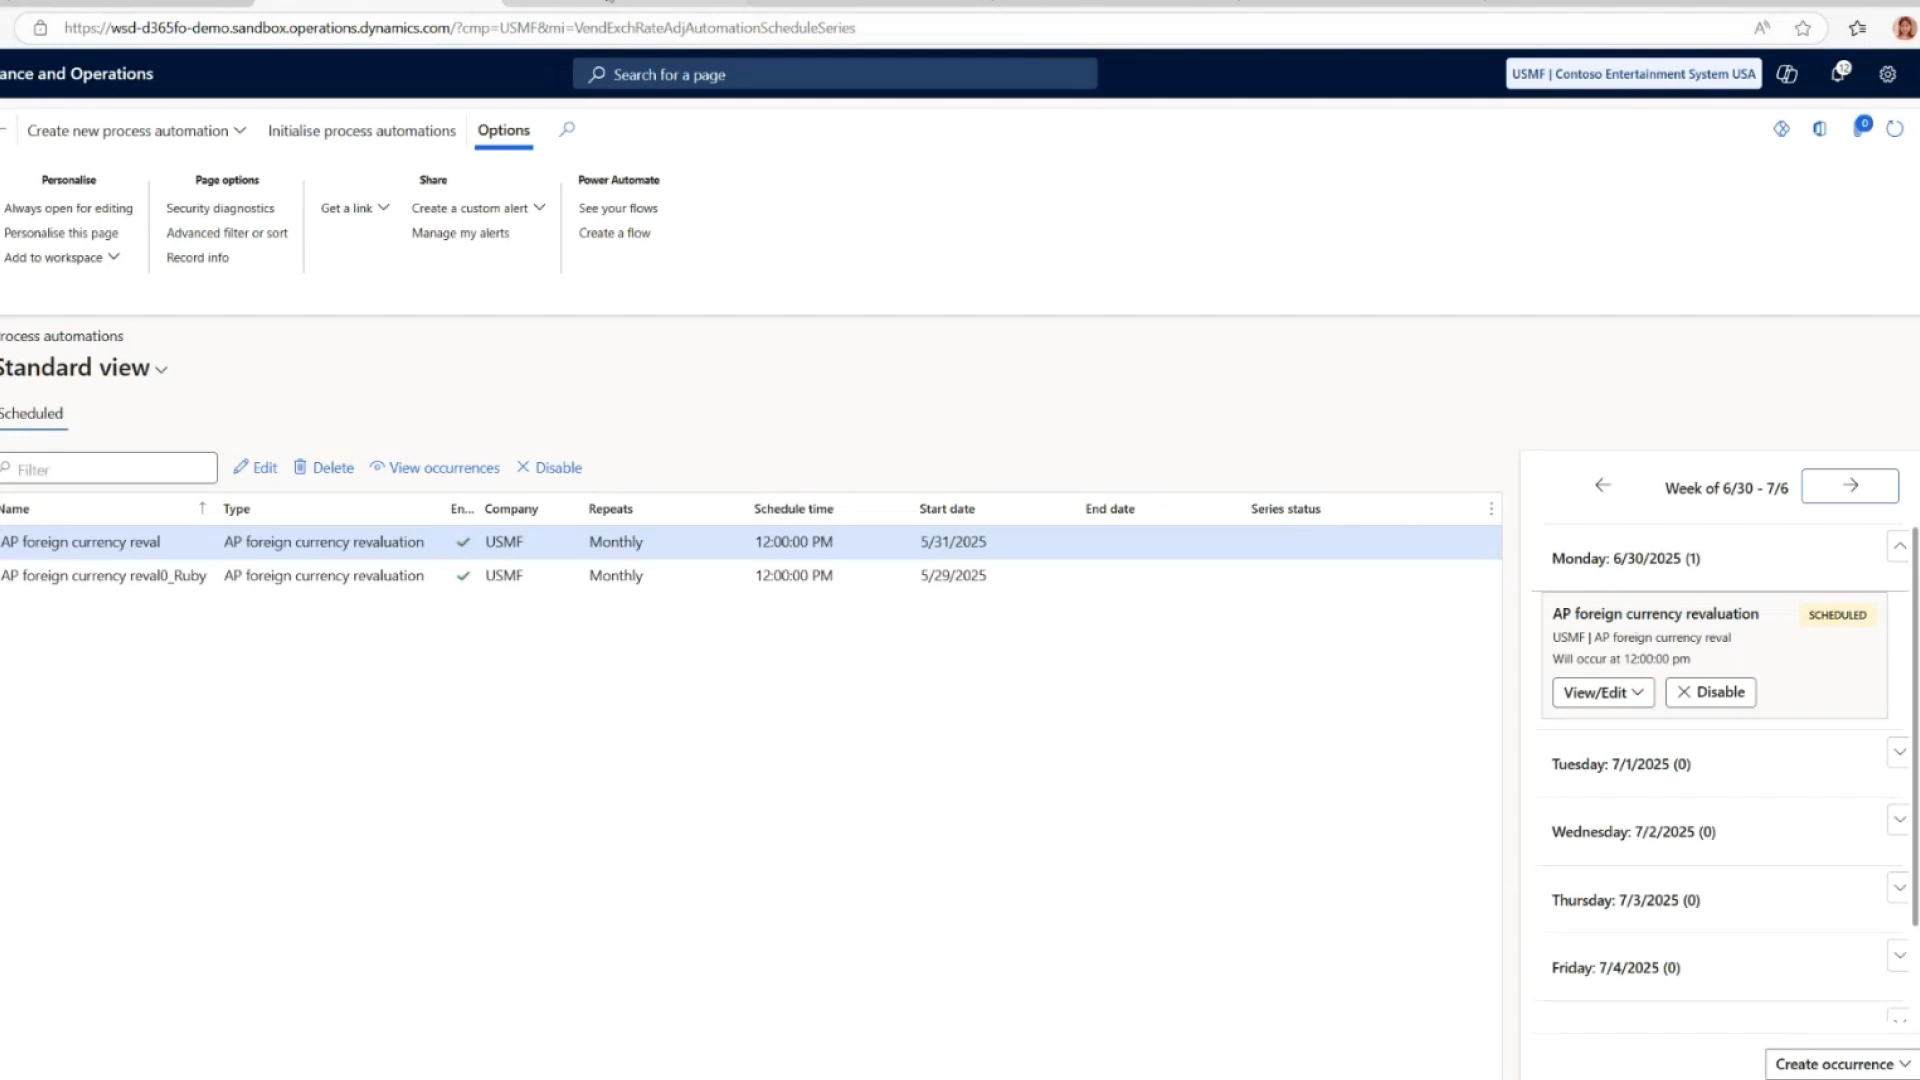 https://wsd-d365fo-demo.sandbox.operations.dynamics.com/?cmp=USMF&mi=VendExchRateAdjAutomationScheduleSeries
ance and Operations
Search for a page
USMF | Contoso Entertainment System USA
12
Create new process automation
Initialise process automations
Options
0
Personalise
Always open for editing
Personalise this page
Add to workspace
Page options
Security diagnostics
Advanced filter or sort
Record info
Share
Get a link
Create a custom alert
Manage my alerts
Power Automate
See your flows
Create a flow
rocess automations
Standard view
Scheduled
Filter
Edit
Delete
View occurrences
Disable
Name Type En... Company Repeats Schedule time Start date End date Series status
AP foreign currency reval AP foreign currency revaluation USMF Monthly 12:00:00 PM 5/31/2025
AP foreign currency reval0_Ruby AP foreign currency revaluation USMF Monthly 12:00:00 PM 5/29/2025
Week of 6/30 - 7/6
Monday: 6/30/2025 (1)
AP foreign currency revaluation SCHEDULED
USMF | AP foreign currency reval
Will occur at 12:00:00 pm
View/Edit Disable
Tuesday: 7/1/2025 (0)
Wednesday: 7/2/2025 (0)
Thursday: 7/3/2025 (0)
Friday: 7/4/2025 (0)
Create occurrence